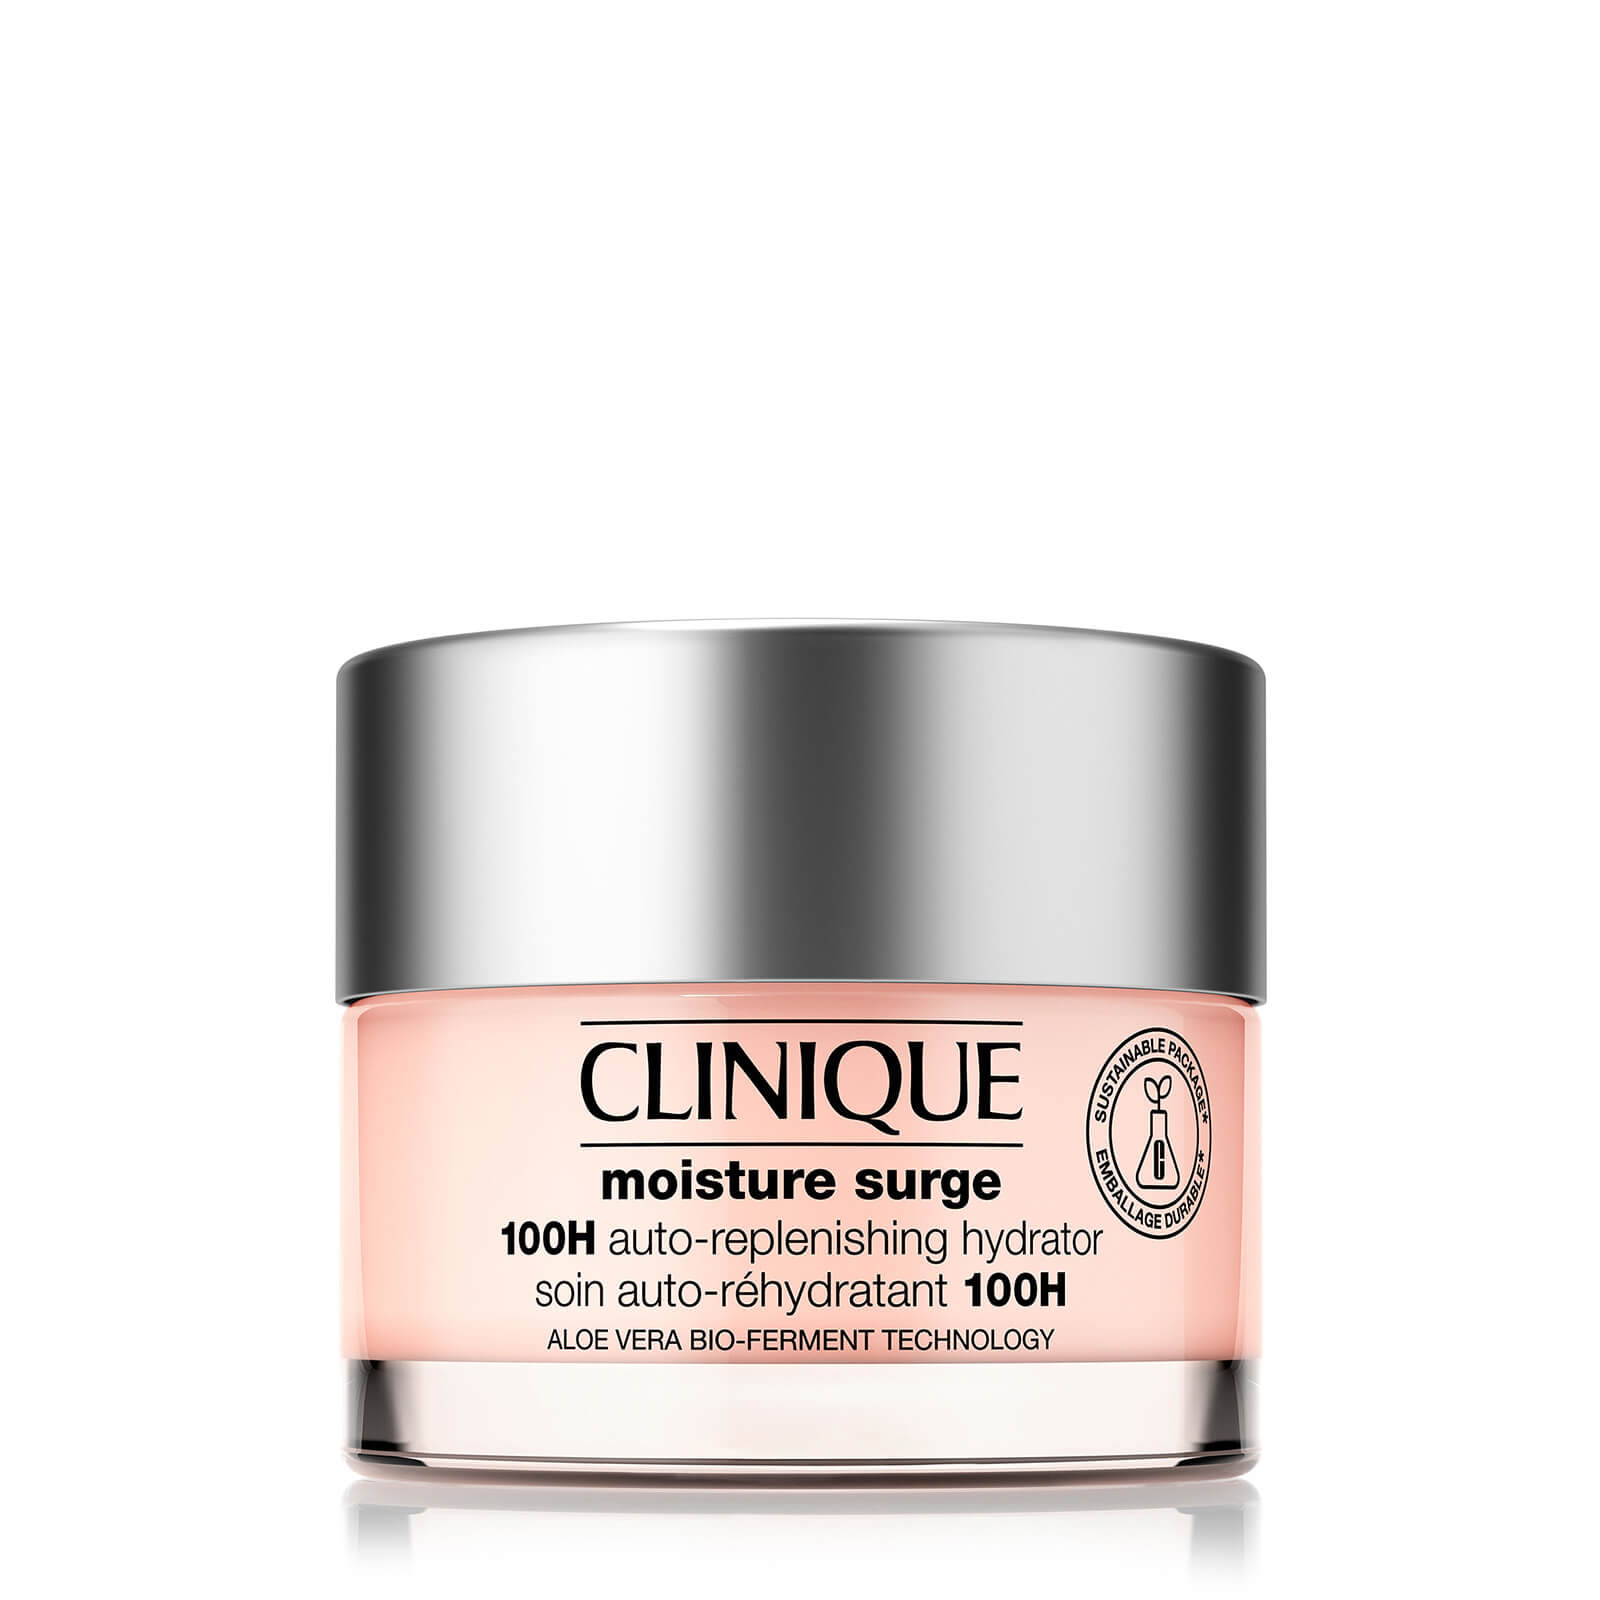 CLINIQUE
moisture surge
100H auto-replenishing hydrator
soin auto-réhydratant 100H
ALOE VERA BIO-FERMENT TECHNOLOGY
SUSTAINABLE PACKAGE*
EMBALLAGE DURABLE*
C